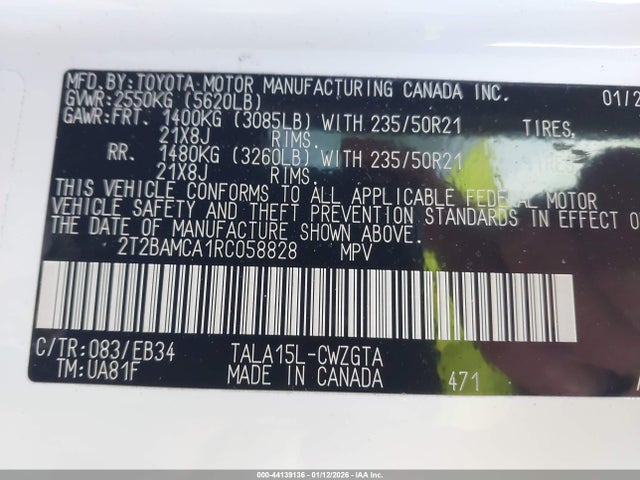 MFD. BY: TOYOTA MOTOR MANUFACTURING CANADA INC. 01/2
GVWR: 2550KG (5620LB)
GAWR: FRT. 1400KG (3085LB) WITH 235/50R21 TIRES,
21X8J RIMS.
RR. 1480KG (3260LB) WITH 235/50R21 TIRES,
21X8J RIMS.
THIS VEHICLE CONFORMS TO ALL APPLICABLE FEDERAL MOTOR
VEHICLE SAFETY AND THEFT PREVENTION STANDARDS IN EFFECT O
THE DATE OF MANUFACTURE SHOWN ABOVE.
2T2BAMCA1RC058828 MPV
C/TR: 083/EB34 TALA15L-CWZGTA
TM: UA81F MADE IN CANADA 471
000-44139136 - 01/12/2026 - IAA Inc.